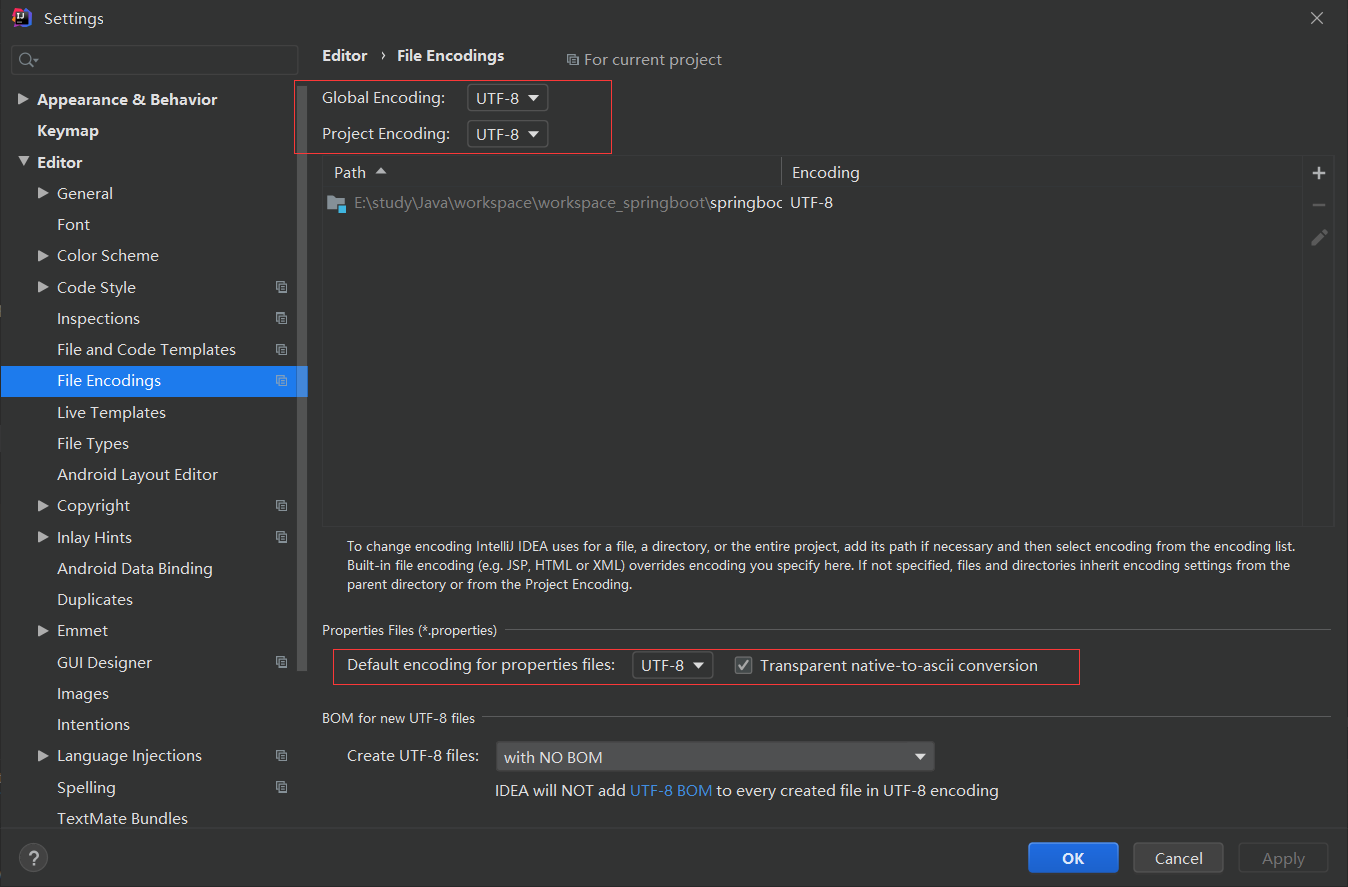 Settings
Editor › File Encodings
For current project
Appearance & Behavior
Keymap
Editor
General
Font
Color Scheme
Code Style
Inspections
File and Code Templates
File Encodings
Live Templates
File Types
Android Layout Editor
Copyright
Inlay Hints
Android Data Binding
Duplicates
Emmet
GUI Designer
Images
Intentions
Language Injections
Spelling
TextMate Bundles
Global Encoding: UTF-8
Project Encoding: UTF-8
Path Encoding
E:\study\Java\workspace\workspace_springboot\springboc UTF-8
To change encoding IntelliJ IDEA uses for a file, a directory, or the entire project, add its path if necessary and then select encoding from the encoding list.
Built-in file encoding (e.g. JSP, HTML or XML) overrides encoding you specify here. If not specified, files and directories inherit encoding settings from the
parent directory or from the Project Encoding.
Properties Files (*.properties)
Default encoding for properties files: UTF-8 Transparent native-to-ascii conversion
BOM for new UTF-8 files
Create UTF-8 files: with NO BOM
IDEA will NOT add UTF-8 BOM to every created file in UTF-8 encoding
?
OK
Cancel
Apply